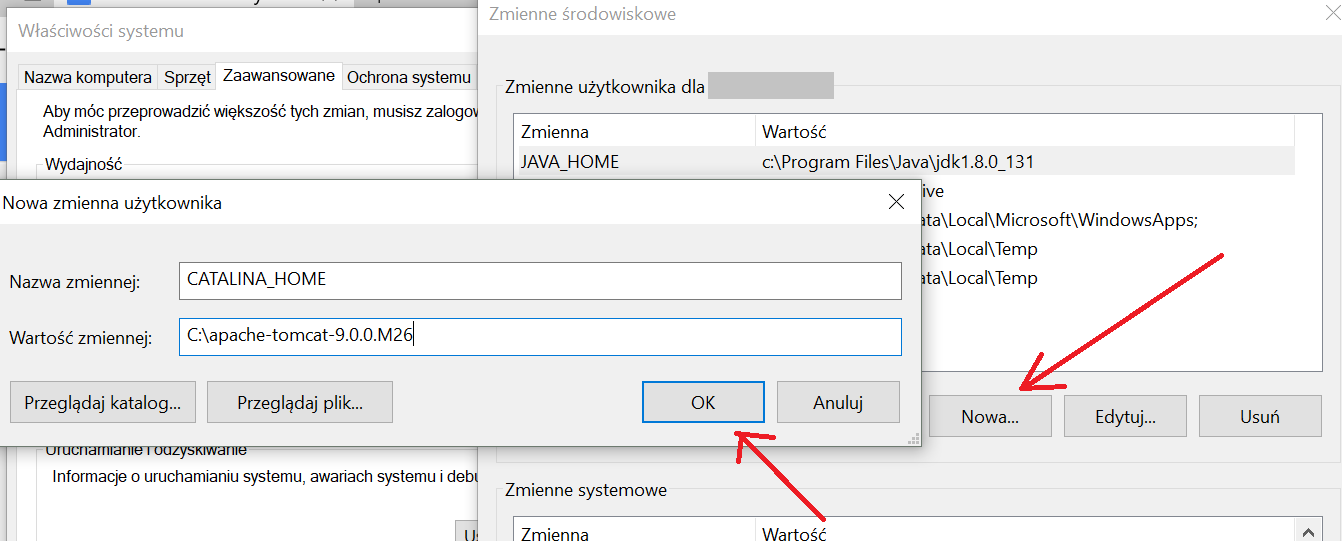 Właściwości systemu
Nazwa komputera Sprzęt Zaawansowane Ochrona systemu
Aby móc przeprowadzić większość tych zmian, musisz zalogow
Administrator.
Wydajność
Zmienne środowiskowe
Zmienne użytkownika dla
Zmienna Wartość
JAVA_HOME c:\Program Files\Java\jdk1.8.0_131
ive
ata\Local\Microsoft\WindowsApps;
ata\Local\Temp
ata\Local\Temp
Nowa zmienna użytkownika
Nazwa zmiennej: CATALINA_HOME
Wartość zmiennej: C:\apache-tomcat-9.0.0.M26
Przeglądaj katalog... Przeglądaj plik... OK Anuluj
Nowa... Edytuj... Usuń
Uruchamianie i odzyskiwanie
Informacje o uruchamianiu systemu, awariach systemu i debu
Zmienne systemowe
Zmienna Wartość